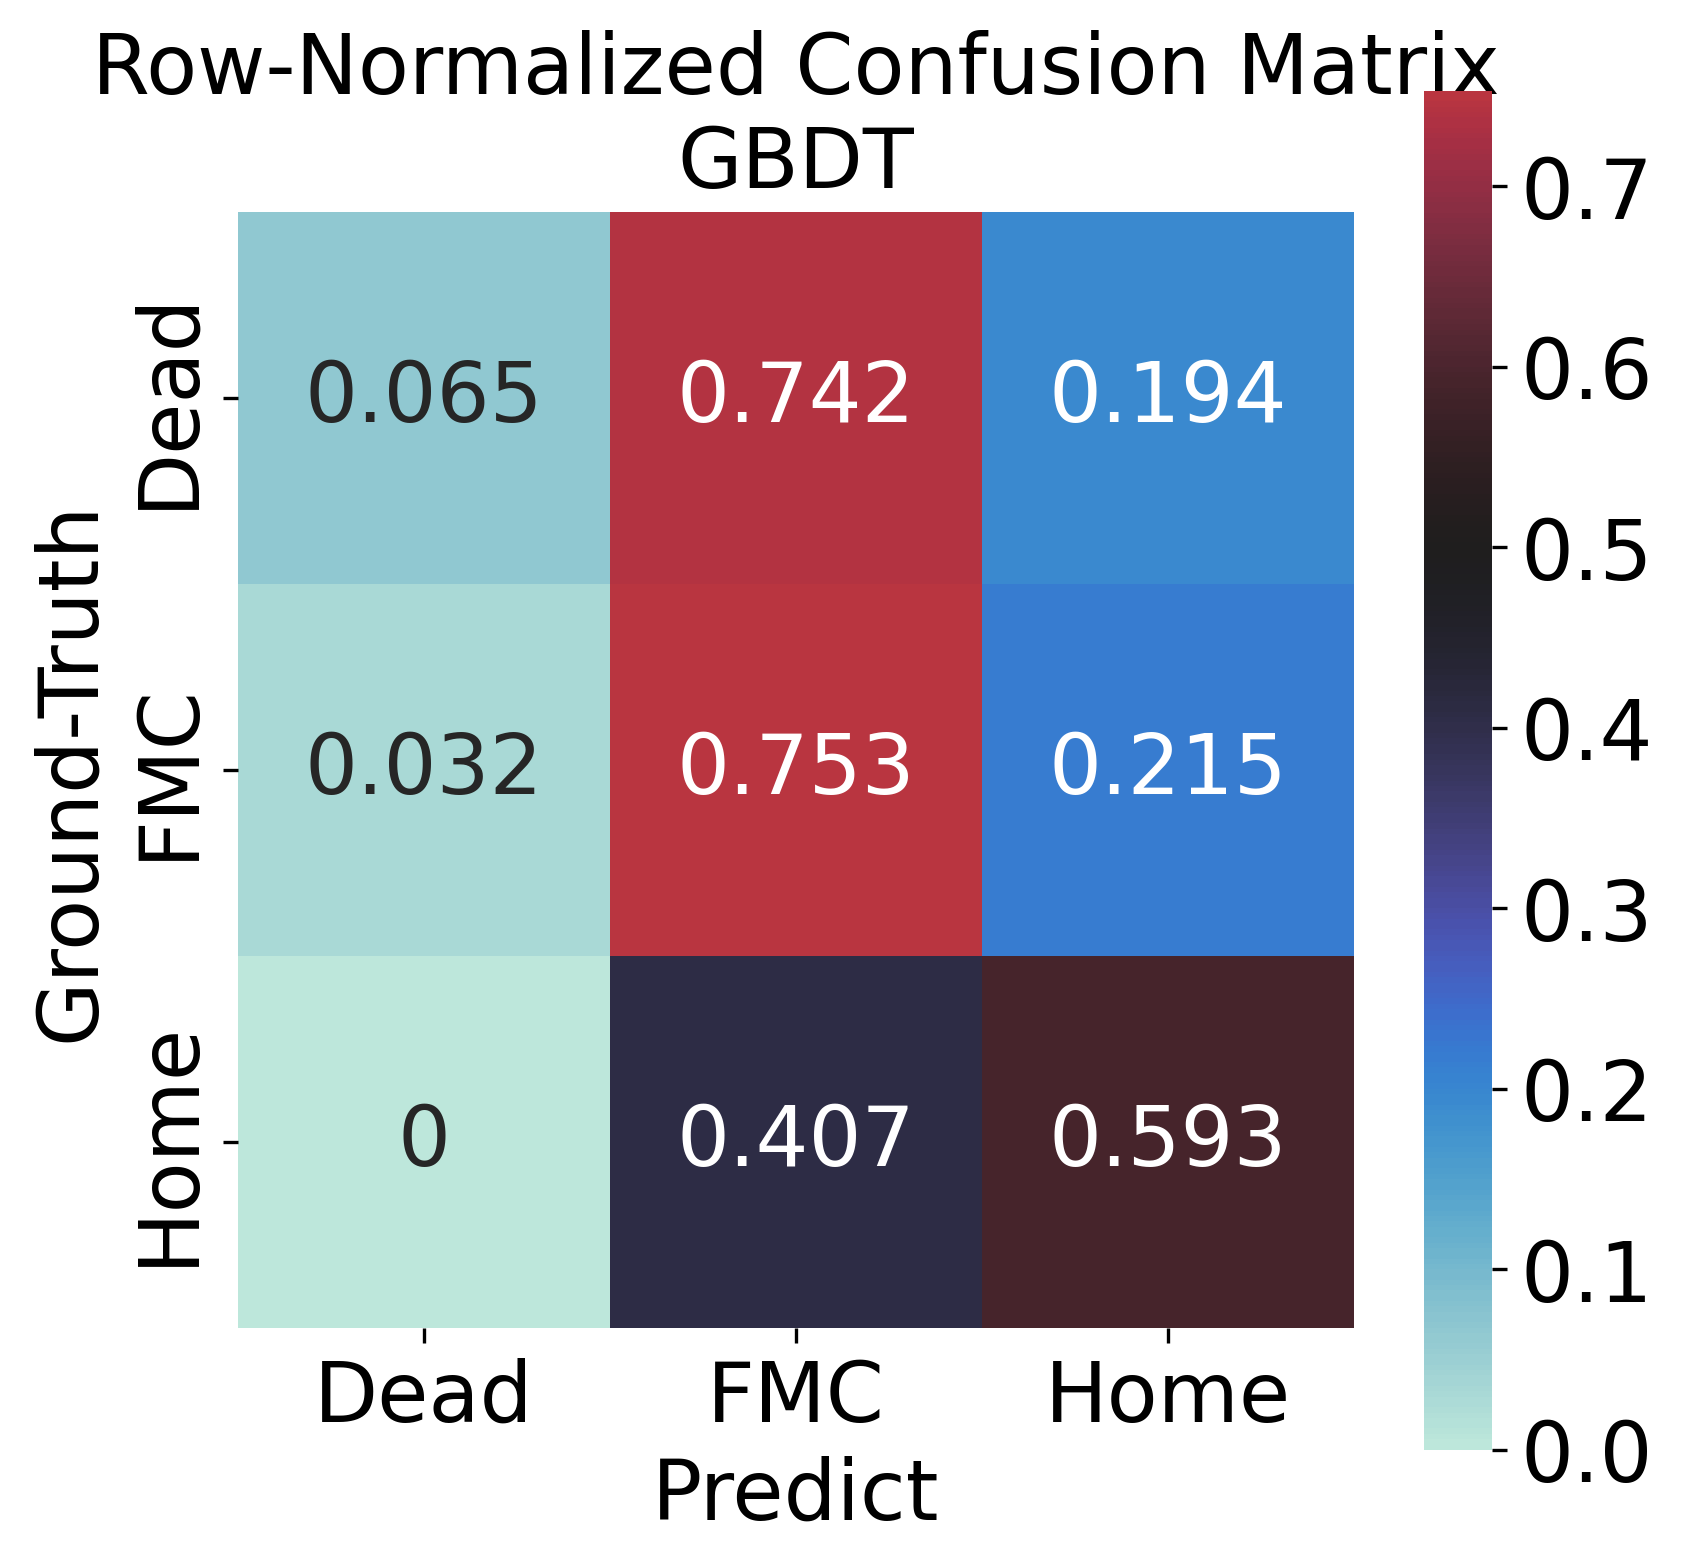 Row-Normalized Confusion Matrix
GBDT
Ground-Truth
Dead
0.065 0.742 0.194
FMC
0.032 0.753 0.215
Home
0 0.407 0.593
Dead FMC Home
Predict
0.7
0.6
0.5
0.4
0.3
0.2
0.1
0.0